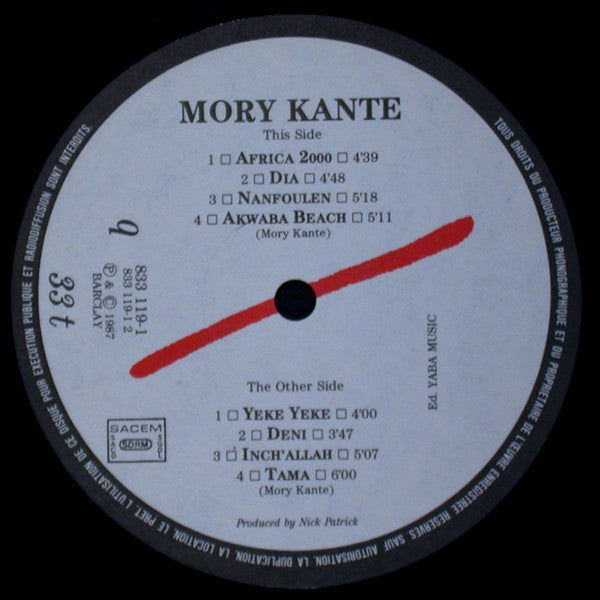 MORY KANTE
This Side
1 □ AFRICA 2000 □ 4'39
2 □ DIA □ 4'48
3 □ NANFOULEN □ 5'18
4 □ AKWABA BEACH □ 5'11
(Mory Kante)
833 119-1
833 119-1 2
Ⓟ & © 1987
BARCLAY
33 t
Ed. YABA MUSIC
The Other Side
1 □ YEKE YEKE □ 4'00
2 □ DENI □ 3'47
3 □ INCH'ALLAH □ 5'07
4 □ TAMA □ 6'00
(Mory Kante)
SACEM
SACD
SDRM
SGDL
Produced by Nick Patrick
TOUS DROITS DU PRODUCTEUR PHONOGRAPHIQUE ET DU PROPRIETAIRE DE L'ŒUVRE ENREGISTREE RESERVES. SAUF AUTORISATION, LA DUPLICATION, LA LOCATION, LE PRET, L'UTILISATION DE CE DISQUE POUR EXECUTION PUBLIQUE ET RADIODIFFUSION SONT INTERDITS.